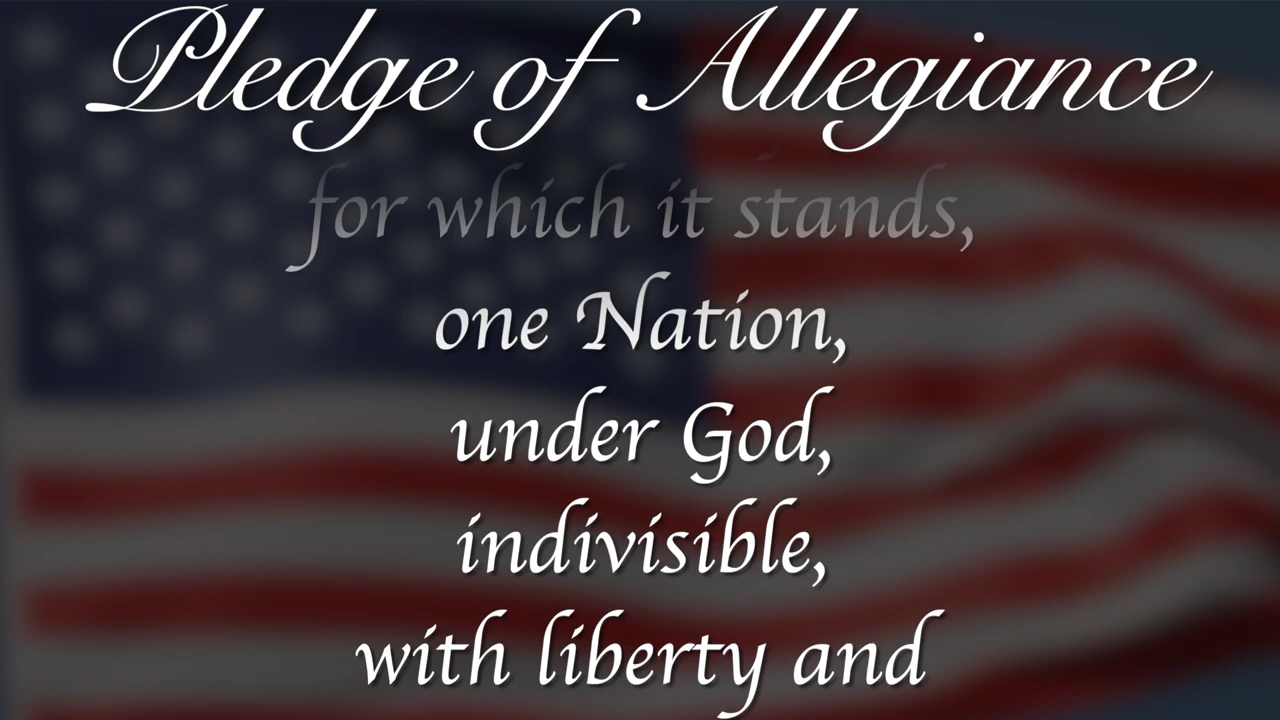 Pledge of Allegiance
for which it stands,
one Nation,
under God,
indivisible,
with liberty and